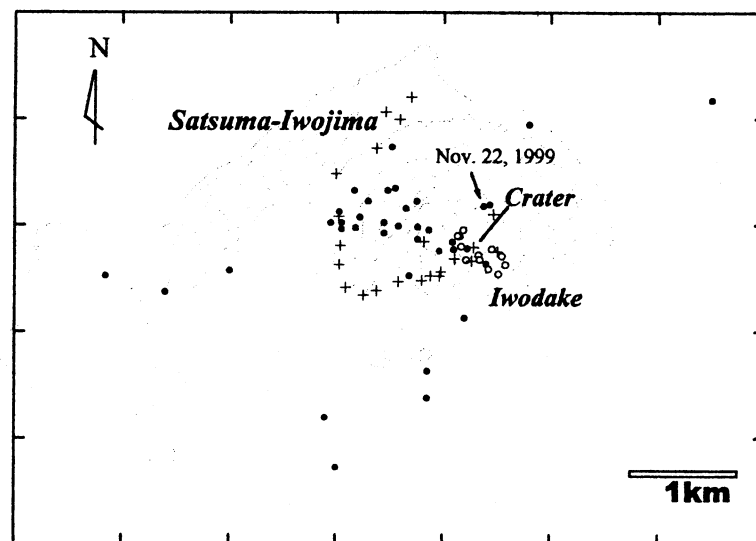 N
Satsuma-Iwojima
Nov. 22, 1999
Crater
Iwodake
1km